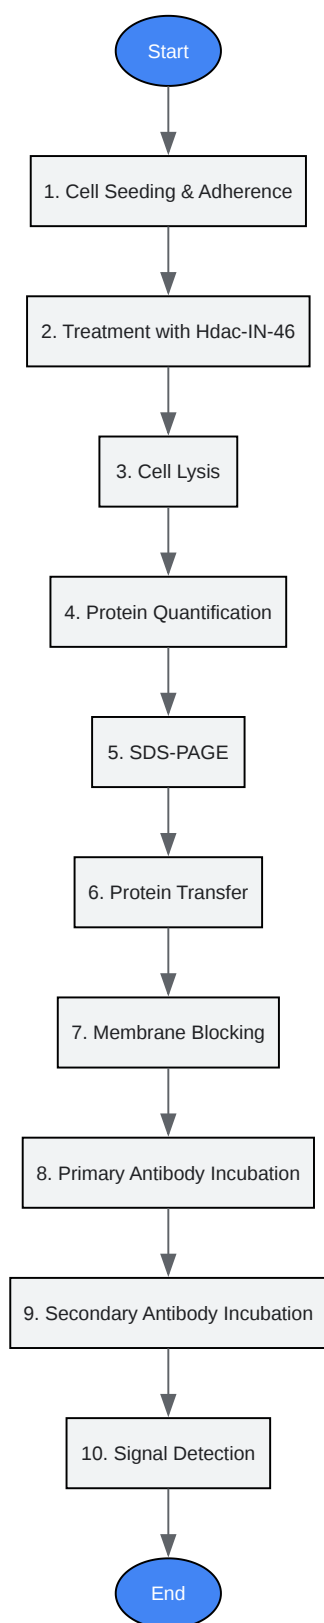 Start
1. Cell Seeding & Adherence
2. Treatment with Hdac-IN-46
3. Cell Lysis
4. Protein Quantification
5. SDS-PAGE
6. Protein Transfer
7. Membrane Blocking
8. Primary Antibody Incubation
9. Secondary Antibody Incubation
10. Signal Detection
End